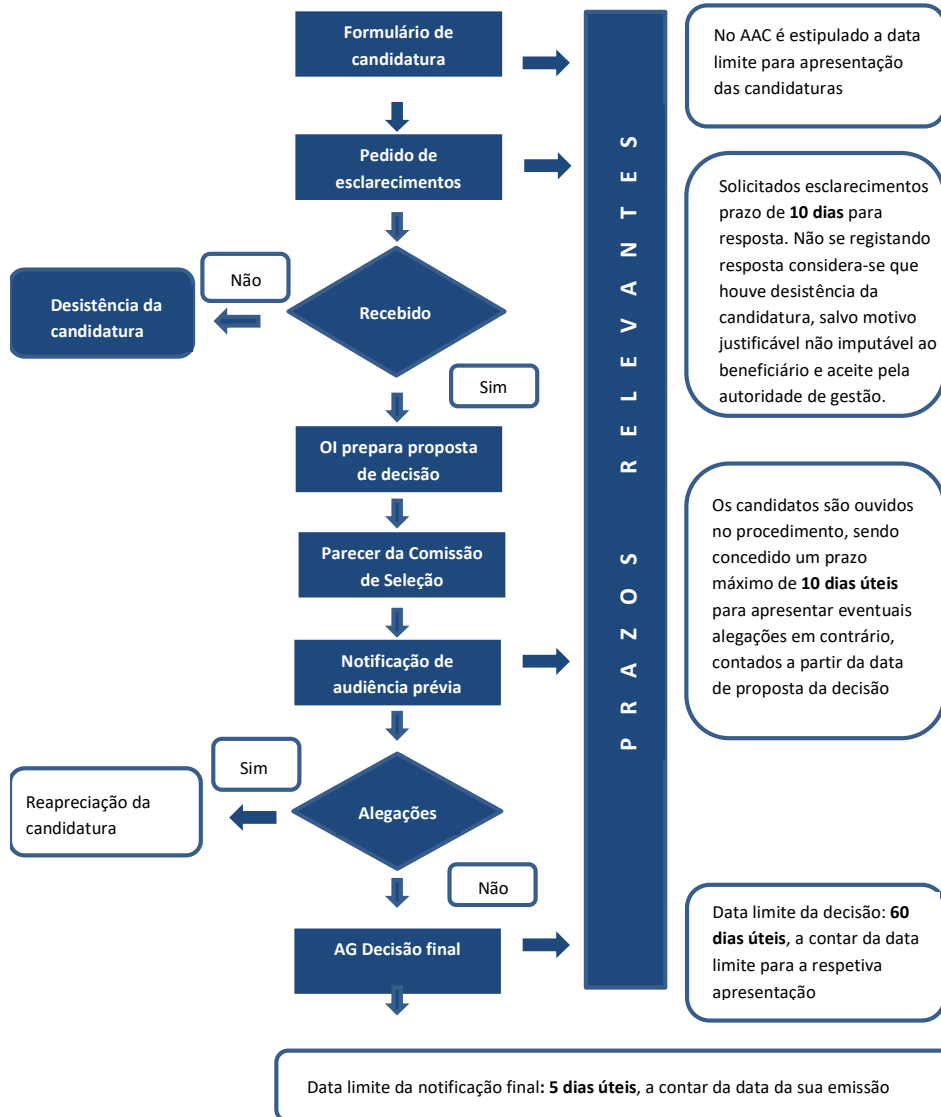 Formulário de
candidatura
No AAC é estipulado a data
limite para apresentação
das candidaturas
Pedido de
esclarecimentos
Solicitados esclarecimentos
prazo de 10 dias para
resposta. Não se registando
resposta considera-se que
houve desistência da
candidatura, salvo motivo
justificável não imputável ao
beneficiário e aceite pela
autoridade de gestão.
Não
Desistência da
candidatura
Recebido
Sim
OI prepara proposta
de decisão
Parecer da Comissão
de Seleção
Os candidatos são ouvidos
no procedimento, sendo
concedido um prazo
máximo de 10 dias úteis
para apresentar eventuais
alegações em contrário,
contados a partir da data
de proposta da decisão
Notificação de
audiência prévia
Sim
Reapreciação da
candidatura
Alegações
Não
AG Decisão final
Data limite da decisão: 60
dias úteis, a contar da data
limite para a respetiva
apresentação
PRAZOS RELEVANTES
Data limite da notificação final: 5 dias úteis, a contar da data da sua emissão